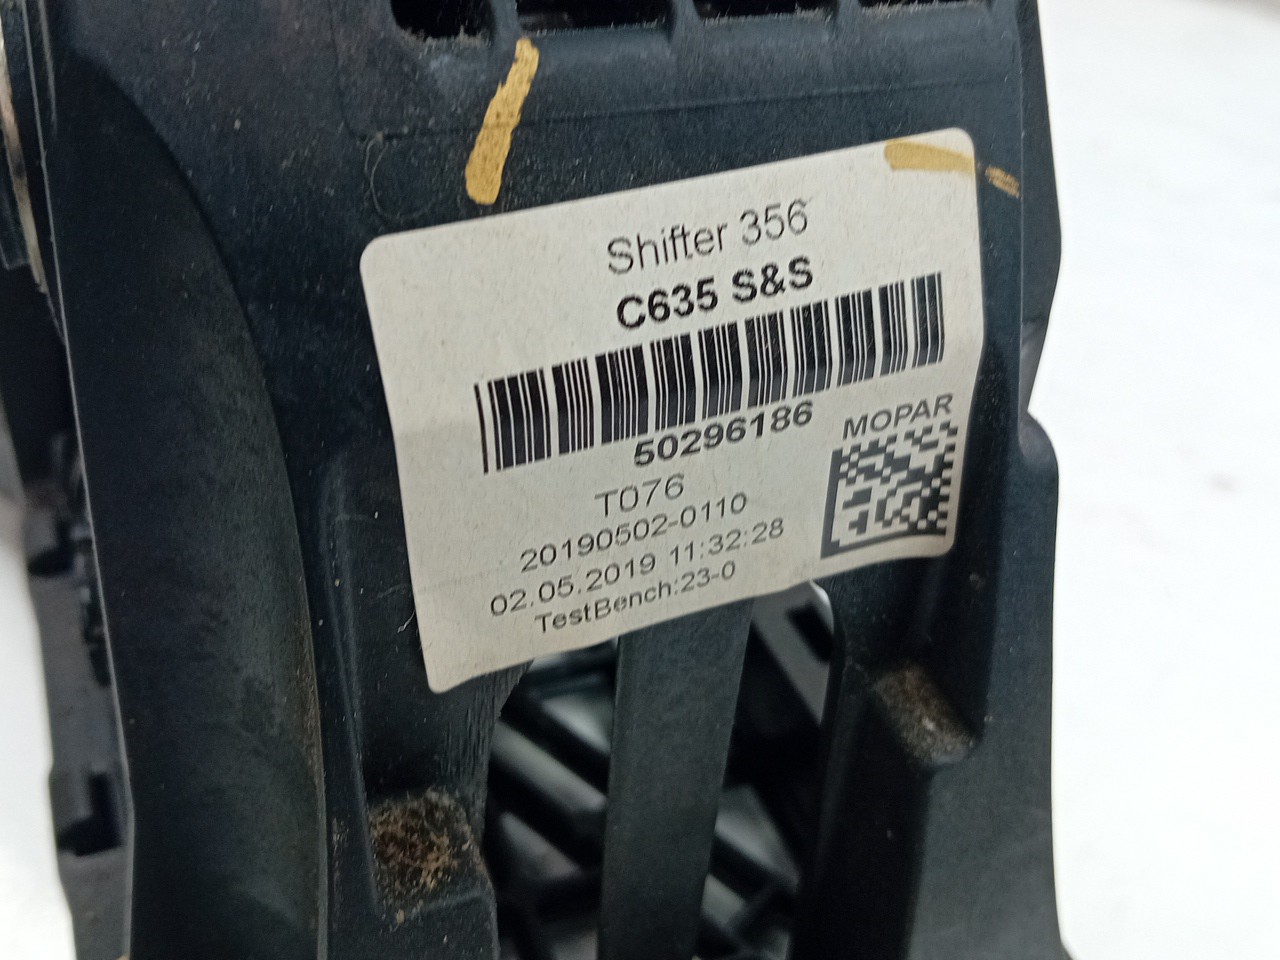 Shifter 356
C635 S&S
50296186
MOPAR
T076
20190502-0110
02.05.2019 11:32:28
TestBench:23-0